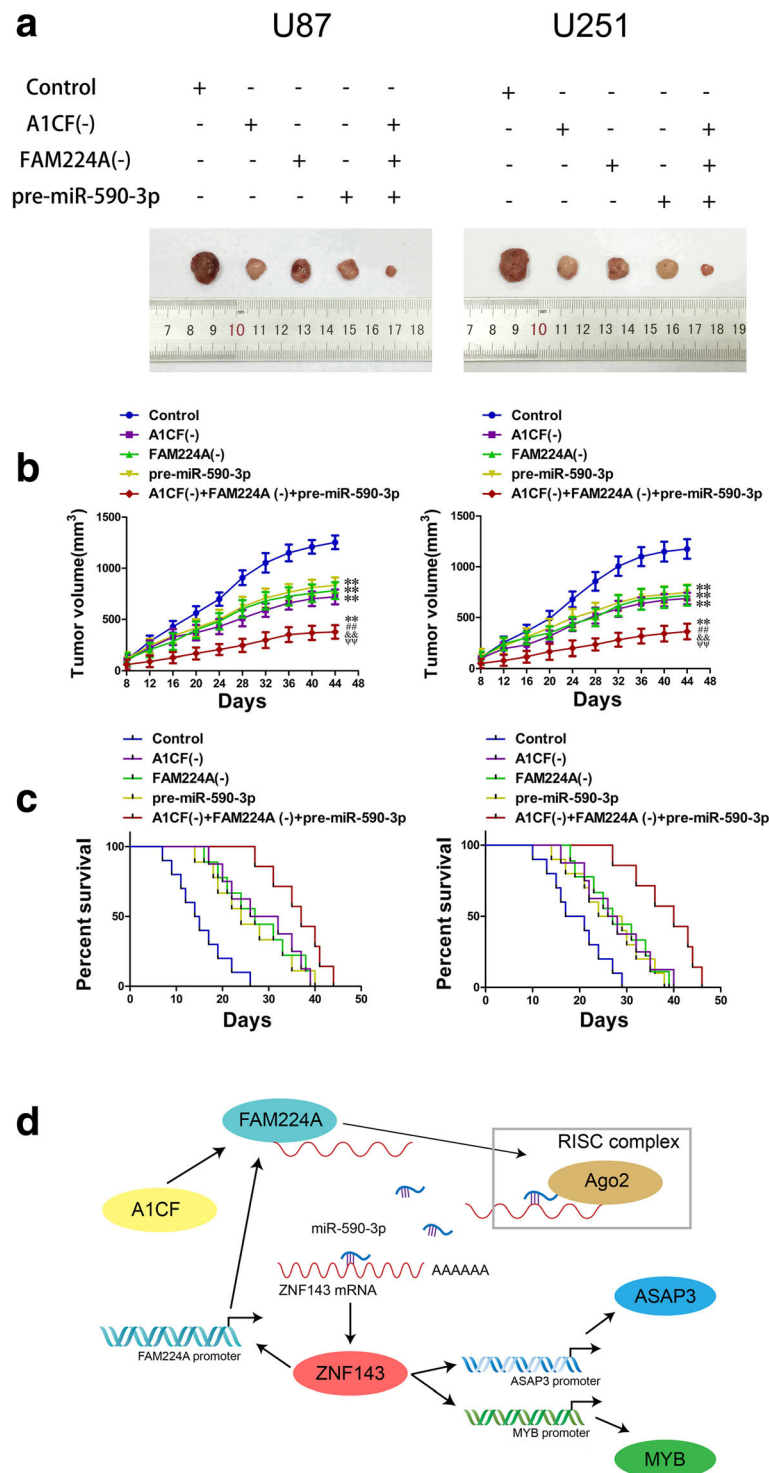 a
U87 U251
Control + - - - - + - - - -
A1CF(-) - + - - + - + - - +
FAM224A(-) - - + - + - - + - +
pre-miR-590-3p - - - + + - - - + +
mm mm
7 8 9 10 11 12 13 14 15 16 17 18 7 8 9 10 11 12 13 14 15 16 17 18 19
b
Control
A1CF(-)
FAM224A(-)
pre-miR-590-3p
A1CF(-)+FAM224A (-)+pre-miR-590-3p
Tumor volume(mm3)
1500
1000
500
0
**
**
**
**
##
&&
ψψ
8 12 16 20 24 28 32 36 40 44 48
Days
Control
A1CF(-)
FAM224A(-)
pre-miR-590-3p
A1CF(-)+FAM224A (-)+pre-miR-590-3p
Tumor volume(mm3)
1500
1000
500
0
**
**
**
**
##
&&
ψψ
8 12 16 20 24 28 32 36 40 44 48
Days
c
Control
A1CF(-)
FAM224A(-)
pre-miR-590-3p
A1CF(-)+FAM224A (-)+pre-miR-590-3p
Percent survival
100
50
0
0 10 20 30 40 50
Days
Control
A1CF(-)
FAM224A(-)
pre-miR-590-3p
A1CF(-)+FAM224A (-)+pre-miR-590-3p
Percent survival
100
50
0
0 10 20 30 40 50
Days
d
FAM224A
RISC complex
Ago2
A1CF
miR-590-3p
AAAAAA
ZNF143 mRNA
ASAP3
FAM224A promoter
ZNF143
ASAP3 promoter
MYB promoter
MYB